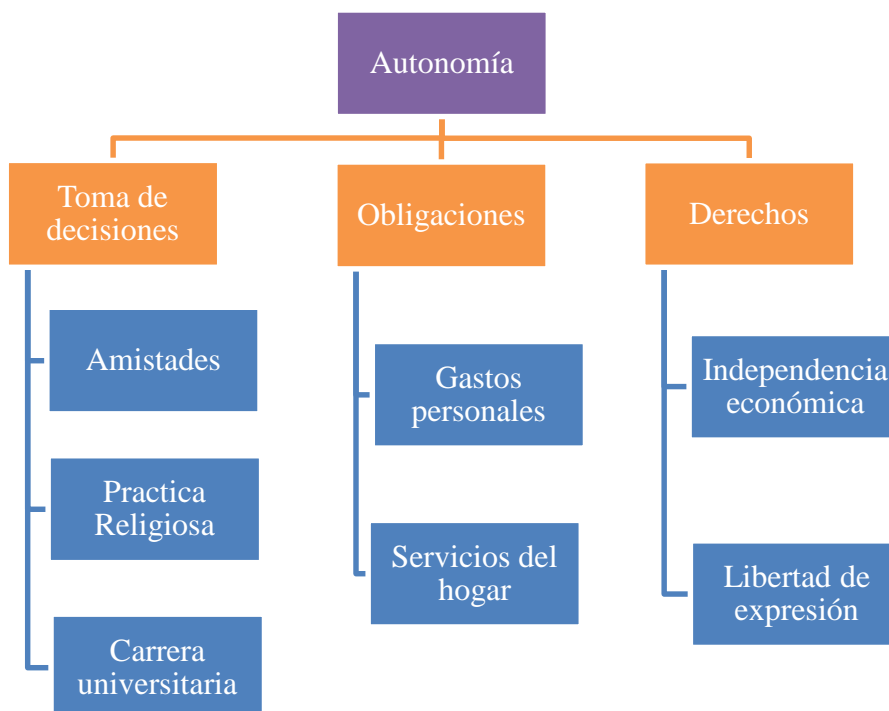 Autonomía
Toma de
decisiones
Obligaciones
Derechos
Amistades
Practica
Religiosa
Carrera
universitaria
Gastos
personales
Servicios del
hogar
Independencia
económica
Libertad de
expresión